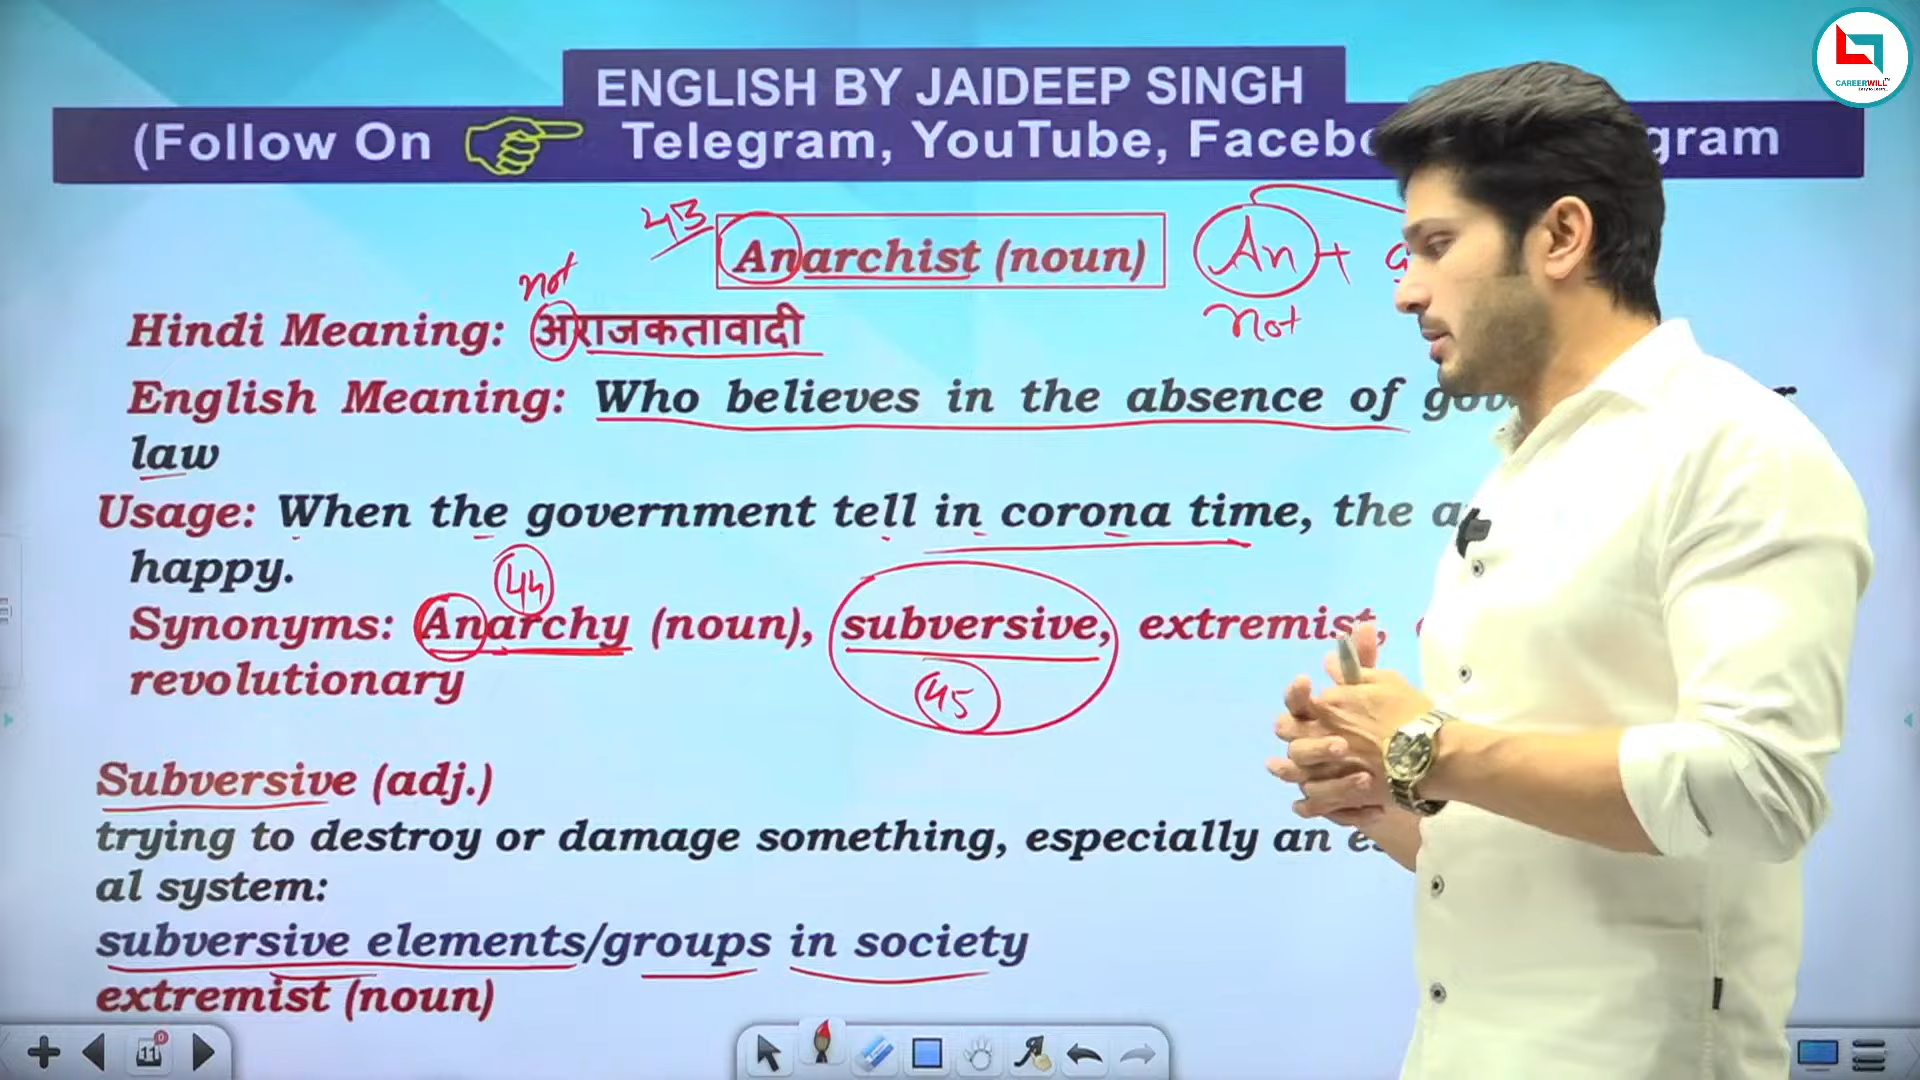 CAREERWILL
ENGLISH BY JAIDEEP SINGH
(Follow On Telegram, YouTube, Facebo gram
43 Anarchist (noun) An +
not
not
Hindi Meaning: अराजकतावादी
English Meaning: Who believes in the absence of
law
Usage: When the government tell in corona time, the
happy.
44
Synonyms: Anarchy (noun), subversive, extremist,
revolutionary
45
Subversive (adj.)
trying to destroy or damage something, especially an
al system:
subversive elements/groups in society
extremist (noun)
11
0